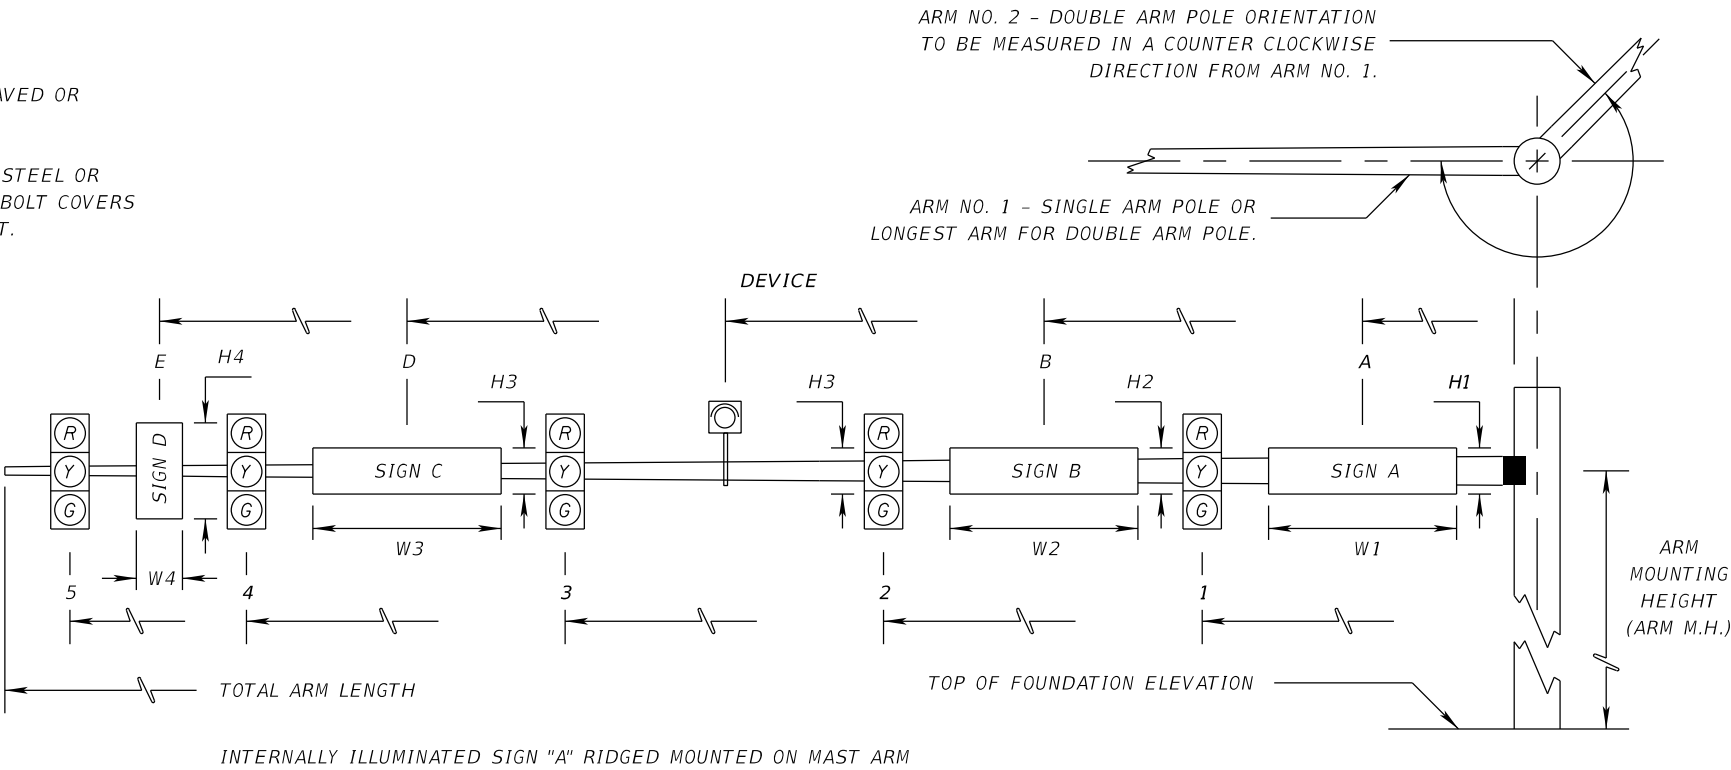 ARM NO. 2 - DOUBLE ARM POLE ORIENTATION
TO BE MEASURED IN A COUNTER CLOCKWISE
DIRECTION FROM ARM NO. 1.
AVED OR
STEEL OR
BOLT COVERS
T.
ARM NO. 1 - SINGLE ARM POLE OR
LONGEST ARM FOR DOUBLE ARM POLE.
DEVICE
E
H4
D
H3
H3
B
H2
A
H1
R
Y
G
SIGN D
R
Y
G
SIGN C
R
Y
G
R
Y
G
SIGN B
R
Y
G
SIGN A
W4
W3
W2
W1
5
4
3
2
1
ARM
MOUNTING
HEIGHT
(ARM M.H.)
TOTAL ARM LENGTH
TOP OF FOUNDATION ELEVATION
INTERNALLY ILLUMINATED SIGN "A" RIDGED MOUNTED ON MAST ARM